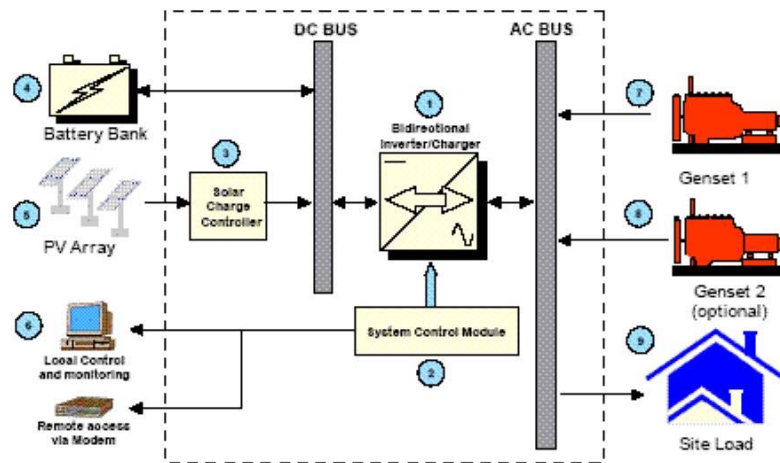 DC BUS
AC BUS
4
Battery Bank
1
Bidirectional
Inverter/Charger
7
Genset 1
3
Solar
Charge
Controller
5
PV Array
8
Genset 2
(optional)
6
Local Control
and monitoring
System Control Module
2
9
Remote access
via Modem
Site Load